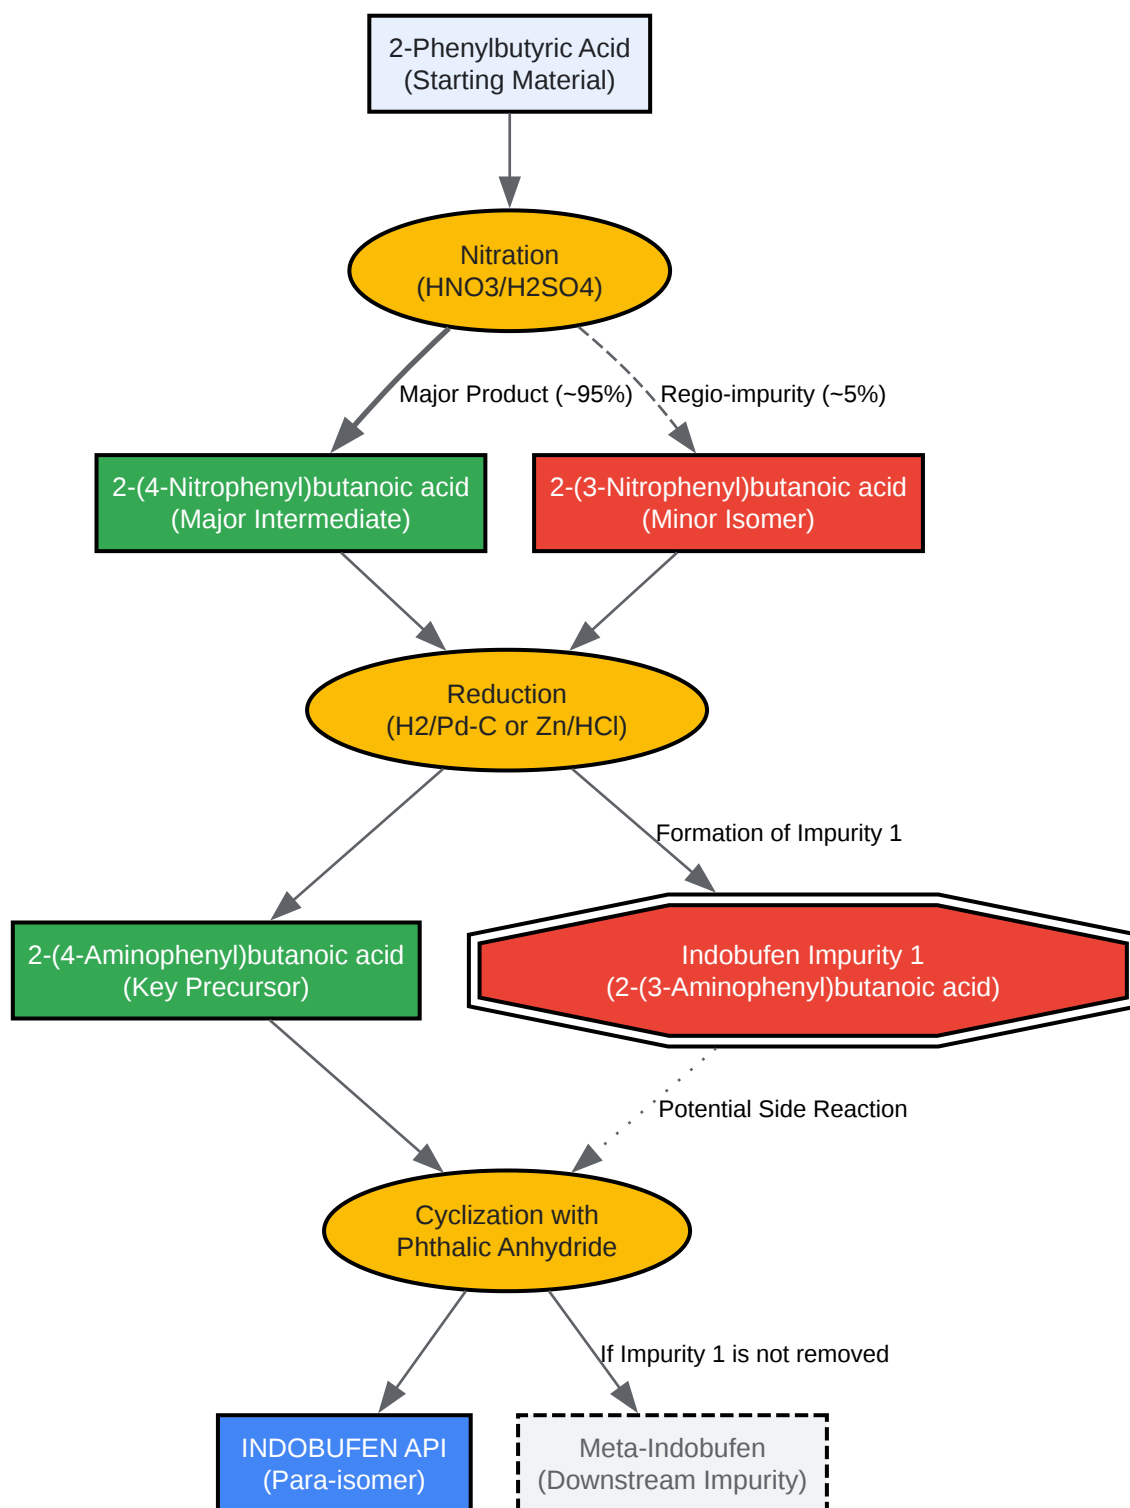 2-Phenylbutyric Acid
(Starting Material)
Nitration
(HNO3/H2SO4)
Major Product (~95%)
Regio-impurity (~5%)
2-(4-Nitrophenyl)butanoic acid
(Major Intermediate)
2-(3-Nitrophenyl)butanoic acid
(Minor Isomer)
Reduction
(H2/Pd-C or Zn/HCl)
Formation of Impurity 1
2-(4-Aminophenyl)butanoic acid
(Key Precursor)
Indobufen Impurity 1
(2-(3-Aminophenyl)butanoic acid)
Potential Side Reaction
Cyclization with
Phthalic Anhydride
If Impurity 1 is not removed
INDOBUFEN API
(Para-isomer)
Meta-Indobufen
(Downstream Impurity)